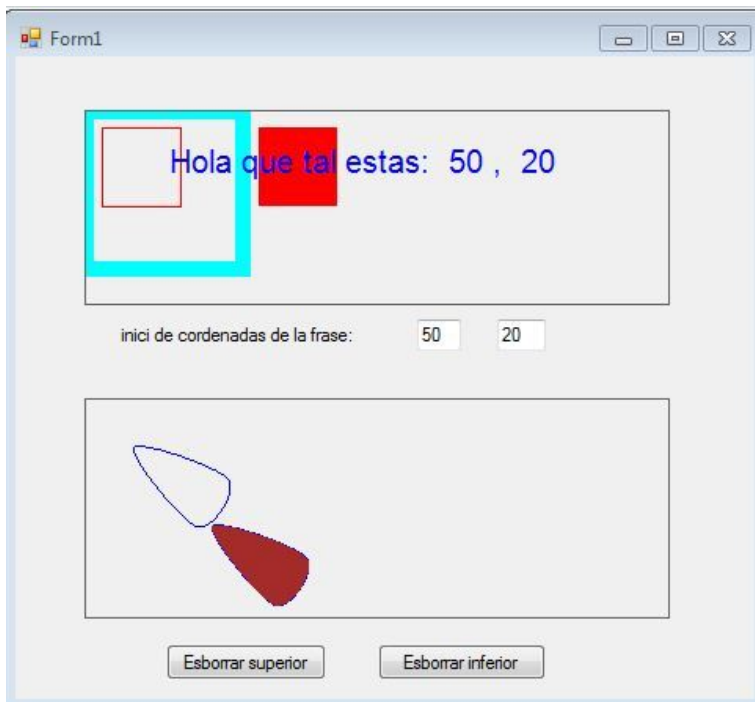 Form1
Hola que tal estas: 50 , 20
inici de cordenadas de la frase: 50 20
Esborrar superior Esborrar inferior